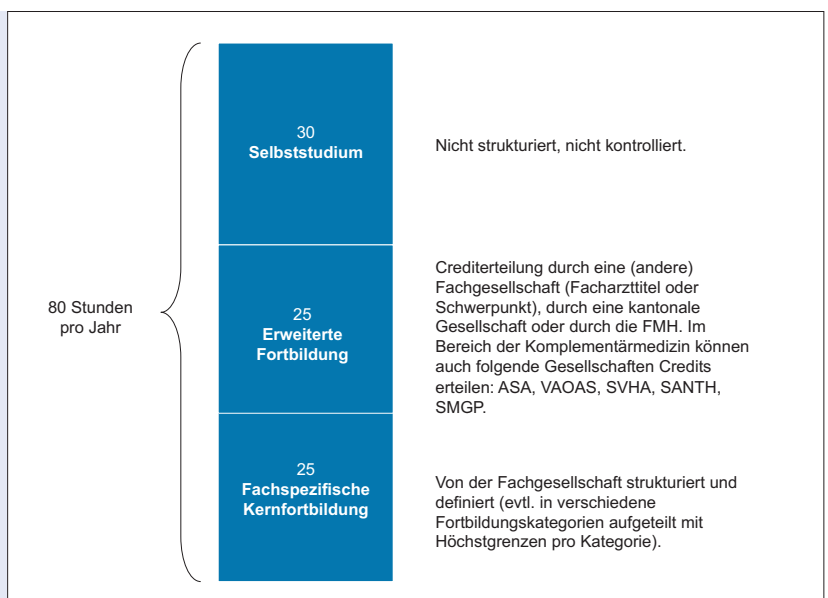 80 Stunden
pro Jahr
30
Selbststudium
Nicht strukturiert, nicht kontrolliert.
25
Erweiterte
Fortbildung
Crediterteilung durch eine (andere)
Fachgesellschaft (Facharzttitel oder
Schwerpunkt), durch eine kantonale
Gesellschaft oder durch die FMH. Im
Bereich der Komplementärmedizin können
auch folgende Gesellschaften Credits
erteilen: ASA, VAOAS, SVHA, SANTH,
SMGP.
25
Fachspezifische
Kernfortbildung
Von der Fachgesellschaft strukturiert und
definiert (evtl. in verschiedene
Fortbildungskategorien aufgeteilt mit
Höchstgrenzen pro Kategorie).